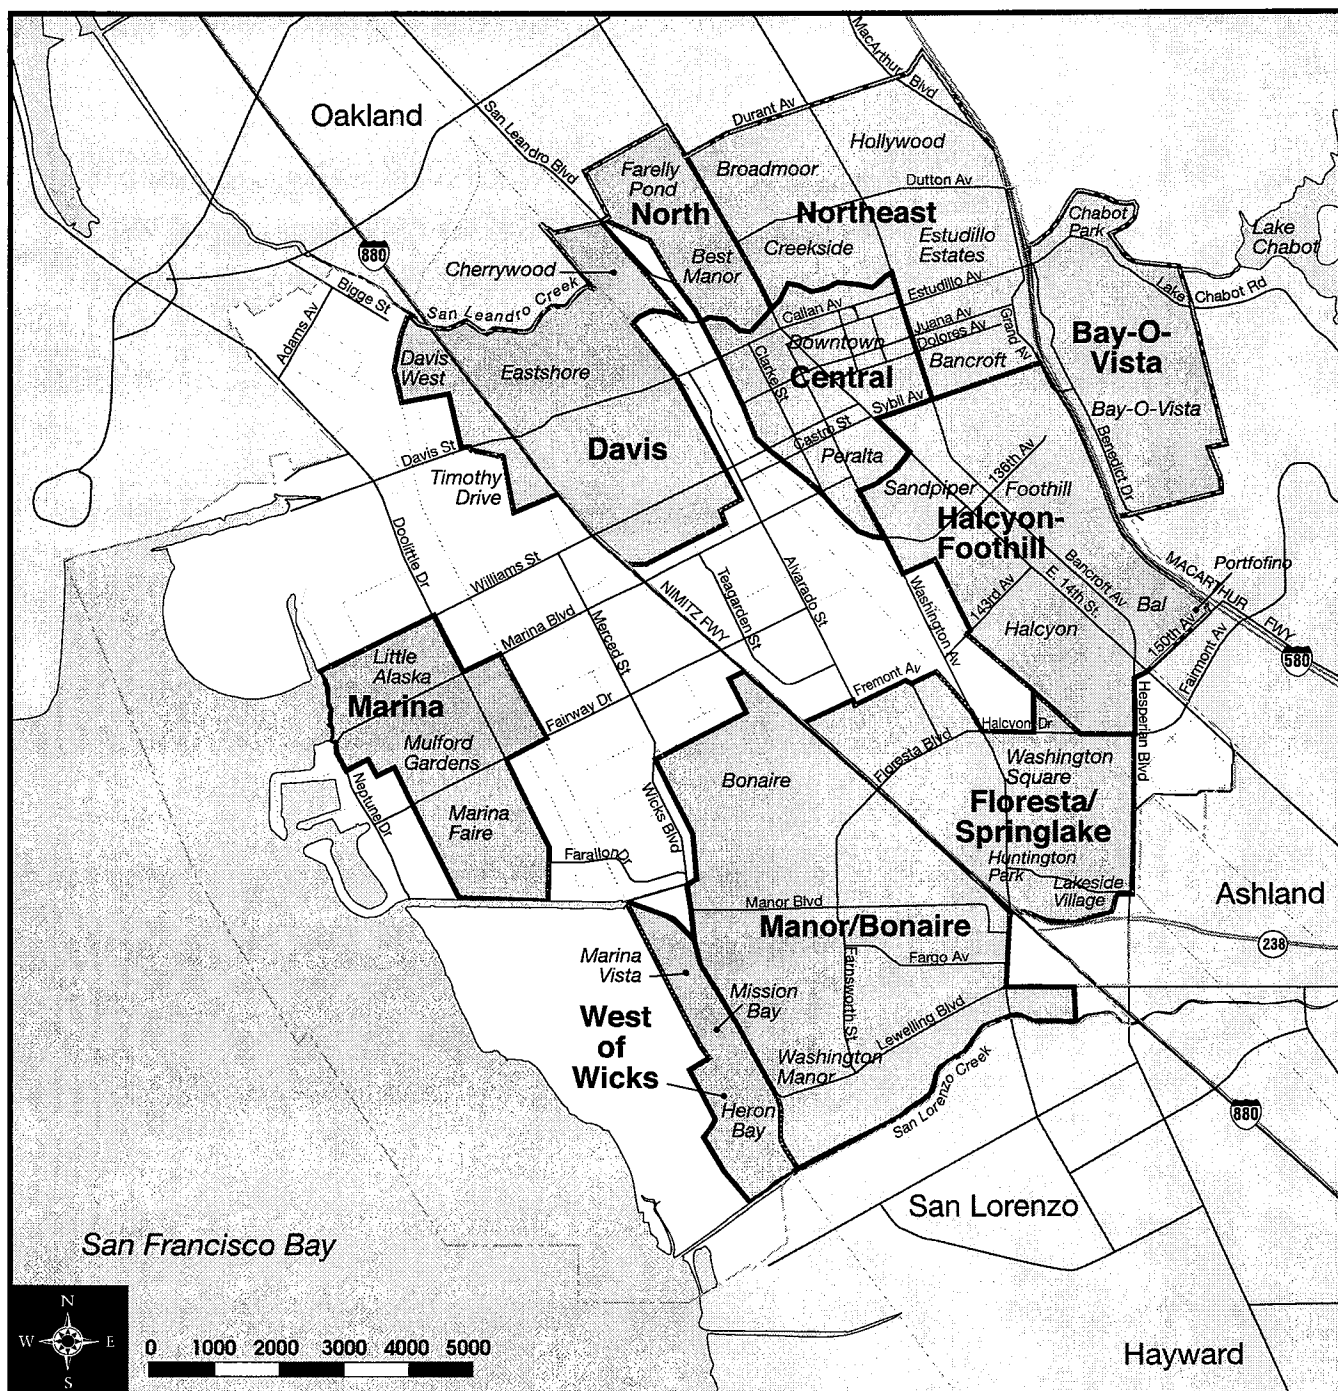 Oakland
MacArthur Blvd
San Leandro Blvd
Durant Av
Hollywood
Farelly
Pond
Broadmoor
North
Dutton Av
Northeast
Chabot
Park
Lake
Chabot
Estudillo
Estates
Creekside
Best
Manor
880
Cherrywood
San Leandro Creek
Bigge St
Adams Av
Estudillo Av
Lake Chabot Rd
Callan Av
Juana Av
Dolores Av
Grand Av
Downtown
Bancroft
Bay-O-
Vista
Davis
West
Eastshore
Clarke St
Central
Sybil Av
Castro St
Bay-O-Vista
Benedict Dr
Davis St
Davis
Timothy
Drive
Peralta
136th Av
Sandpiper
Foothill
Halcyon-
Foothill
Doolittle Dr
Williams St
Marina Blvd
Merced St
NIMITZ FWY
Teagarden St
Alvarado St
Washington Av
143rd Av
Bancroft Av
E. 14th St.
MACARTHUR
FWY
Portfofino
Bal
150th Av
Fairmont Av
580
Halcyon
Little
Alaska
Marina
Fairway Dr
Fremont Av
Hesperian Blvd
Halcyon Dr
Mulford
Gardens
Floresta Blvd
Washington
Square
Neptune Dr
Bonaire
Wicks Blvd
Marina
Faire
Floresta/
Springlake
Farallon Dr
Huntington
Park
Lakeside
Village
Ashland
Manor Blvd
Manor/Bonaire
238
Marina
Vista
Farnsworth St
Fargo Av
Mission
Bay
West
of
Wicks
Lewelling Blvd
Washington
Manor
San Lorenzo Creek
Heron
Bay
880
San Lorenzo
San Francisco Bay
Hayward
N
W E
S
0 1000 2000 3000 4000 5000